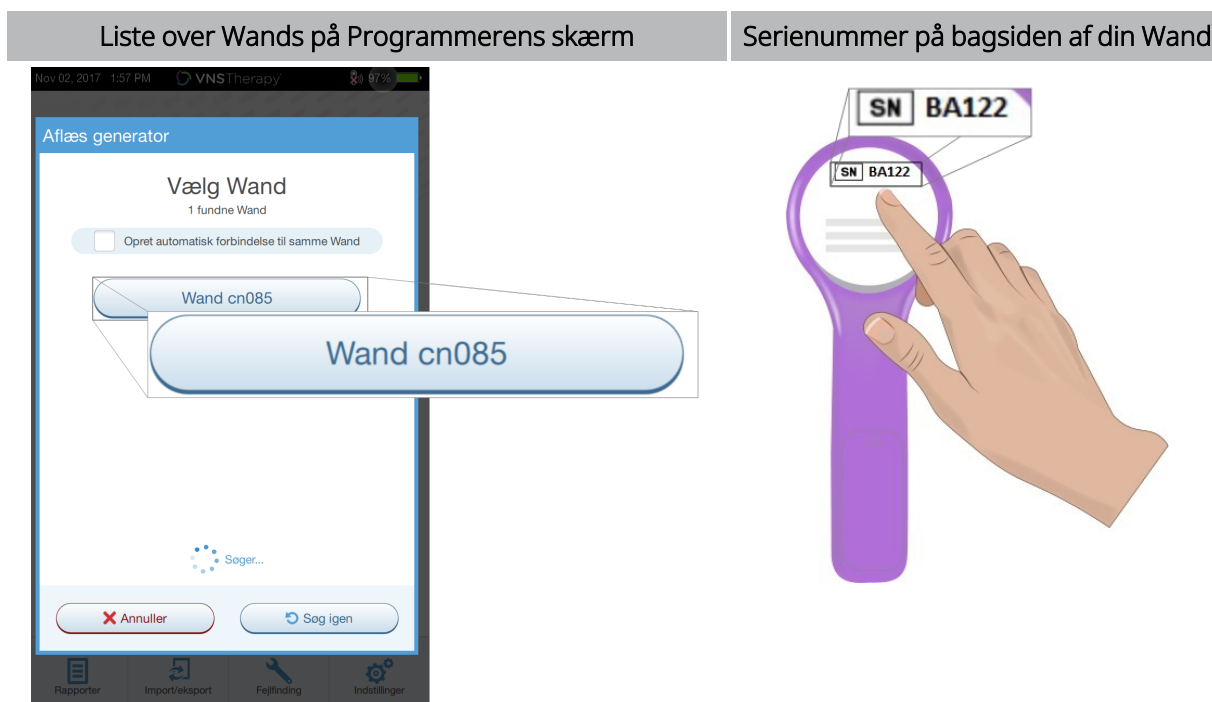 Liste over Wands på Programmerens skærm
Serienummer på bagsiden af din Wand
Nov 02, 2017 1:57 PM VNSTherapy 97%
Aflæs generator
Vælg Wand
1 fundne Wand
Opret automatisk forbindelse til samme Wand
Wand cn085
Wand cn085
Søger...
Annuller
Søg igen
Rapporter
Import/eksport
Fejlfinding
Indstillinger
SN BA122
SN BA122